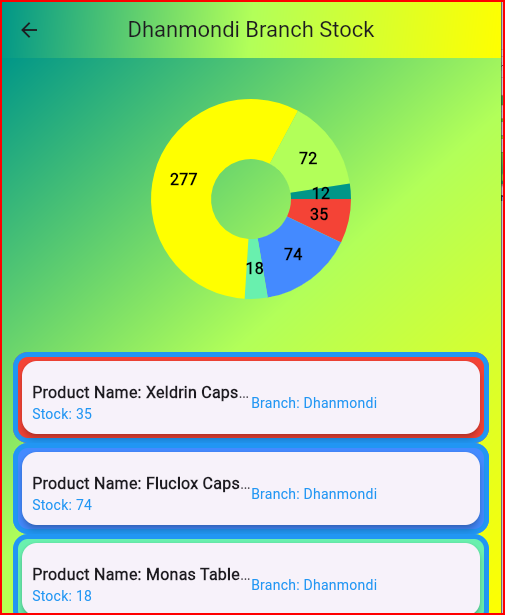 Dhanmondi Branch Stock
277
72
12
35
74
18
Product Name: Xeldrin Caps...
Stock: 35
Branch: Dhanmondi
Product Name: Fluclox Caps...
Stock: 74
Branch: Dhanmondi
Product Name: Monas Table...
Stock: 18
Branch: Dhanmondi